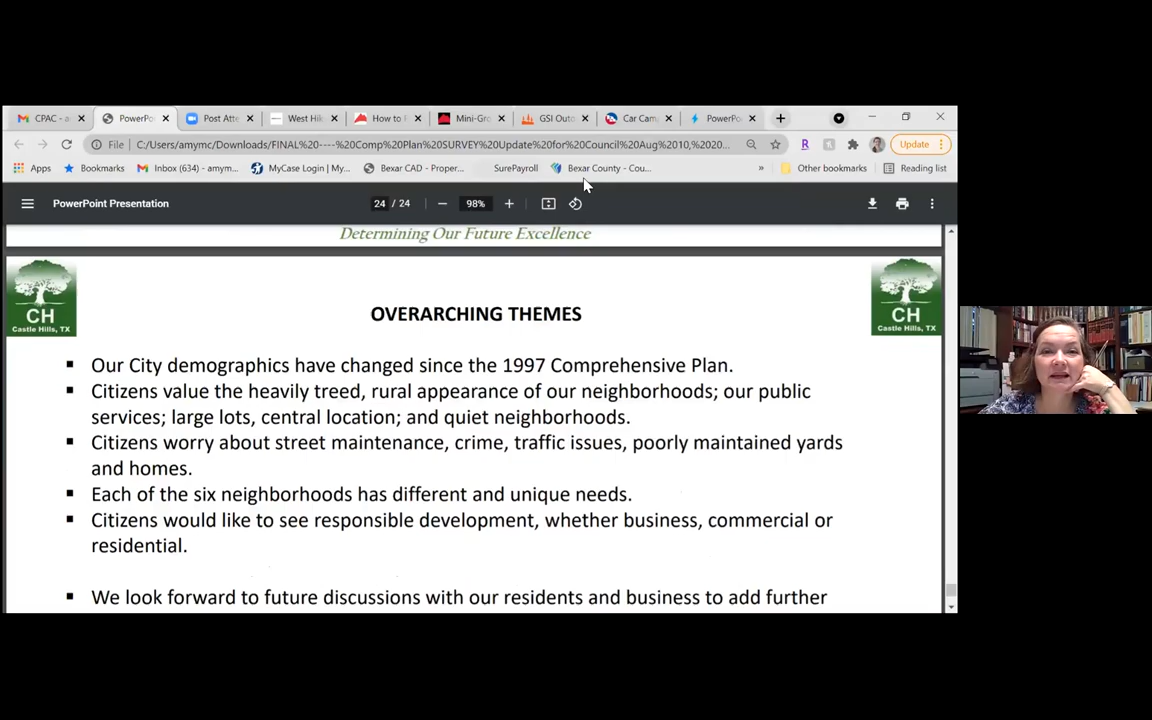 CPAC - a
PowerPo
Post Atte
West Hil
How to
Mini-Gro
GSI Outo
Car Cam
PowerPo
File
C:/Users/amymc/Downloads/FINAL%20----%20Comp%20Plan%20SURVEY%20Update%20for%20Council%20Aug%2010,%20%20...
Update
Apps
Bookmarks
Inbox (634) - amym...
MyCase Login | My...
Bexar CAD - Proper...
SurePayroll
Bexar County - Cou...
»
Other bookmarks
Reading list
PowerPoint Presentation
24 / 24
98%
Determining Our Future Excellence
CH
Castle Hills, TX
CH
Castle Hills, TX
OVERARCHING THEMES
▪ Our City demographics have changed since the 1997 Comprehensive Plan.
▪ Citizens value the heavily treed, rural appearance of our neighborhoods; our public
services; large lots, central location; and quiet neighborhoods.
▪ Citizens worry about street maintenance, crime, traffic issues, poorly maintained yards
and homes.
▪ Each of the six neighborhoods has different and unique needs.
▪ Citizens would like to see responsible development, whether business, commercial or
residential.
▪ We look forward to future discussions with our residents and business to add further